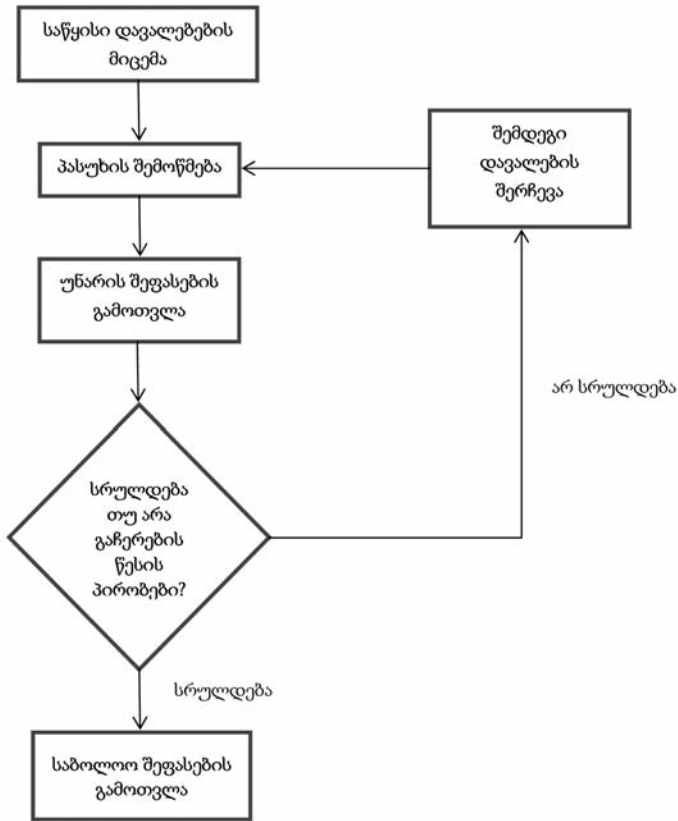 საწყისი დავალებების
მიცემა
პასუხის შემოწმება
შემდეგი
დავალების
შერჩევა
უნარის შეფასების
გამოთვლა
არ სრულდება
სრულდება
თუ არა
გაჩერების
წესის
პირობები?
სრულდება
საბოლოო შეფასების
გამოთვლა